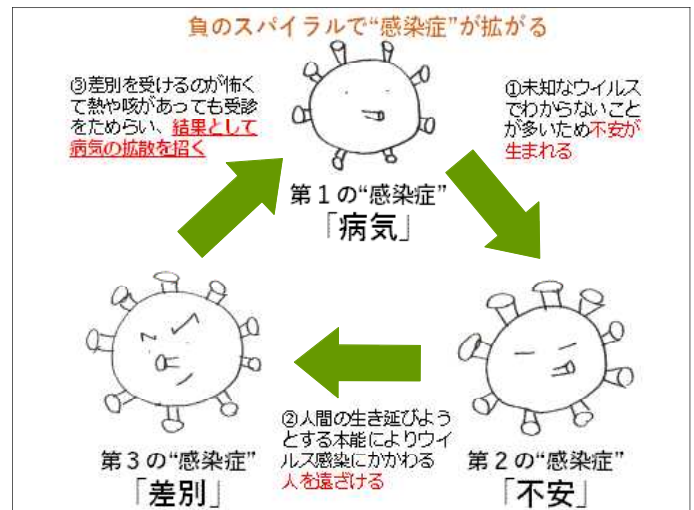 負のスパイラルで“感染症”が拡がる
③差別を受けるのが怖く
て熱や咳があっても受診
をためらい、結果として
病気の拡散を招く
①未知なウイルス
でわからないこと
が多いため不安が
生まれる
第１の“感染症”
「病気」
②人間の生き延びよう
とする本能によりウイ
ルス感染にかかわる
人を遠ざける
第３の“感染症”
「差別」
第２の“感染症”
「不安」